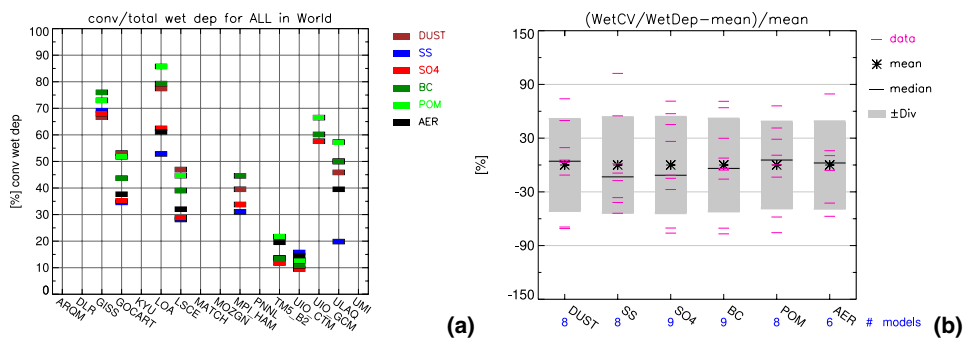 conv/total wet dep for ALL in World
[%] conv wet dep
100
90
80
70
60
50
40
30
20
10
0
ARQM
DLR
GISS
GOCART
KYU
LOA
LSCE
MATCH
MOZGN
MPI_HAM
PNNL
TM5_B2
UIO_CTM
UIO_GCM
ULAQ
UMI
DUST
SS
SO4
BC
POM
AER
(a)
(WetCV/WetDep-mean)/mean
[%]
150
90
30
-30
-90
-150
DUST
SS
SO4
BC
POM
AER
8 8 9 9 8 6 # models
data
mean
median
±Div
(b)